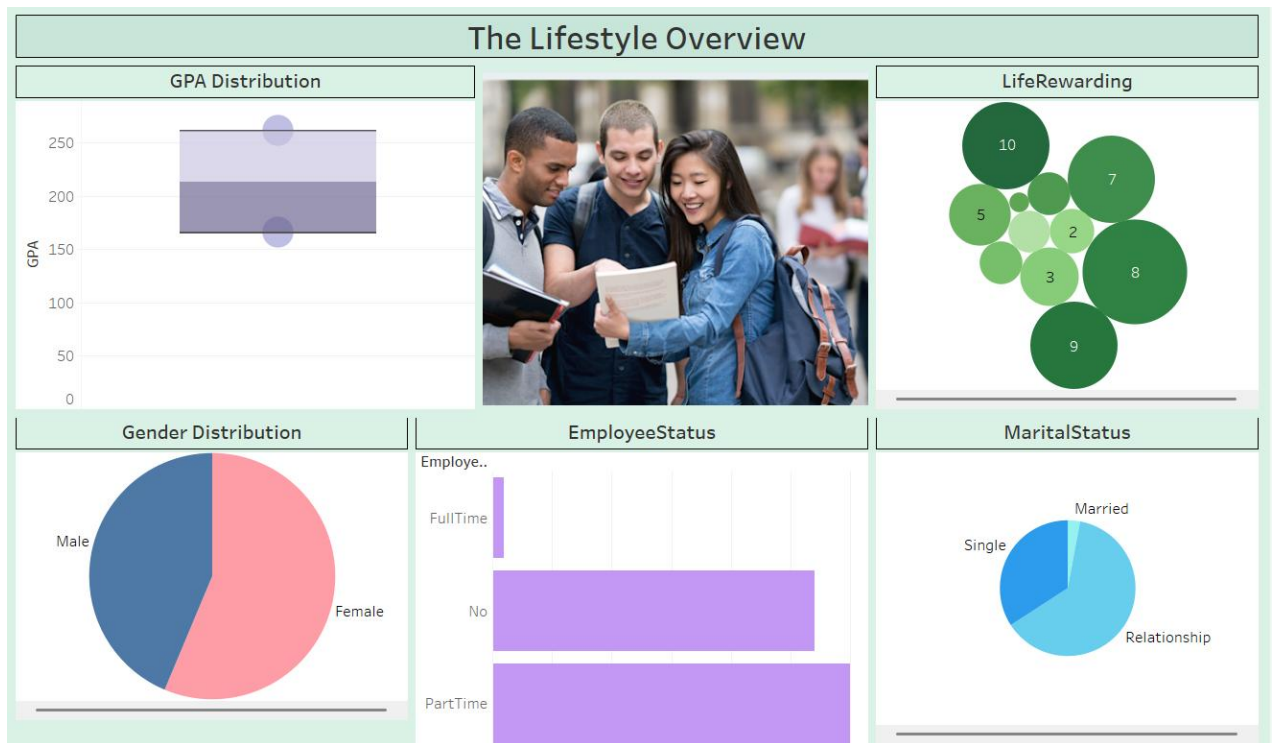 The Lifestyle Overview
GPA Distribution
GPA
250
200
150
100
50
0
LifeRewarding
10
7
5
2
8
3
9
Gender Distribution
Male
Female
EmployeeStatus
Employe..
FullTime
No
PartTime
MaritalStatus
Married
Single
Relationship